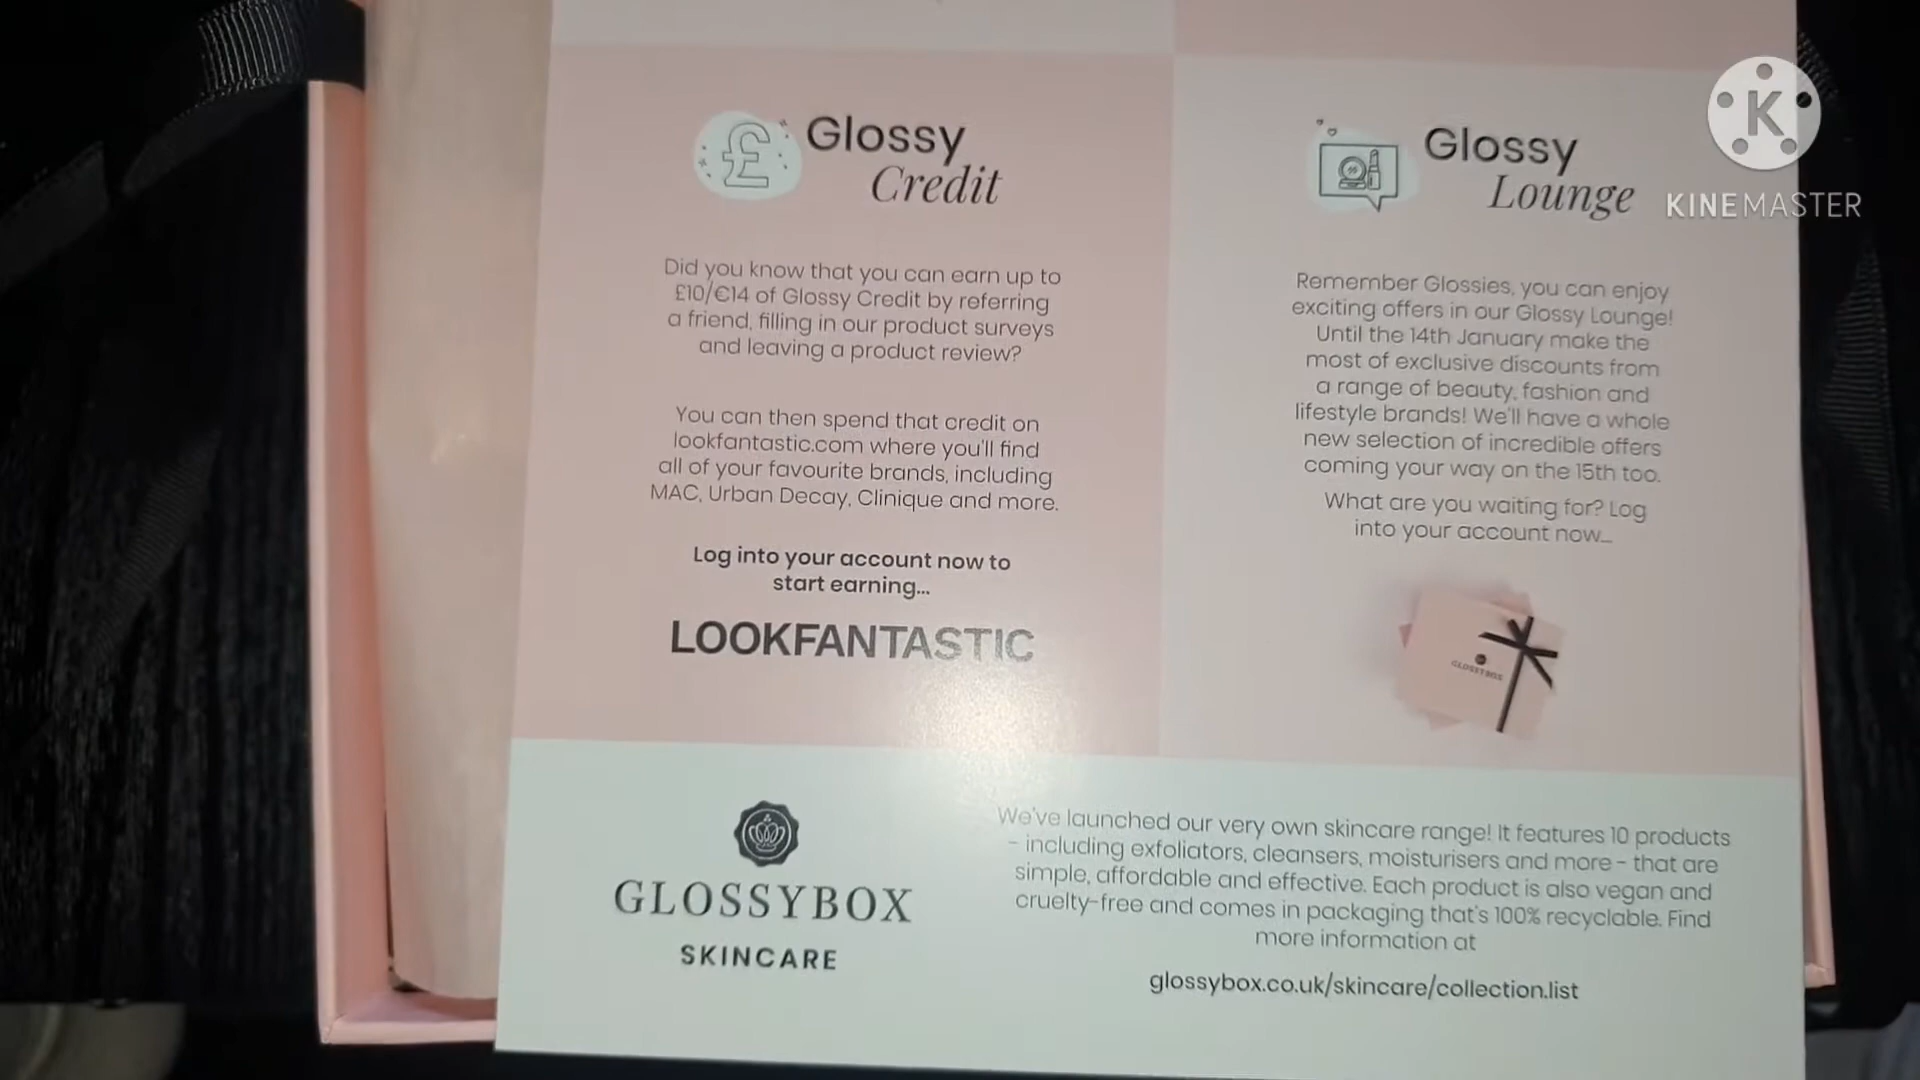 Glossy
Credit
Did you know that you can earn up to
£10/€14 of Glossy Credit by referring
a friend, filling in our product surveys
and leaving a product review?
You can then spend that credit on
lookfantastic.com where you'll find
all of your favourite brands, including
MAC, Urban Decay, Clinique and more.
Log into your account now to
start earning...
LOOKFANTASTIC
Glossy
Lounge
Remember Glossies, you can enjoy
exciting offers in our Glossy Lounge!
Until the 14th January make the
most of exclusive discounts from
a range of beauty, fashion and
lifestyle brands! We'll have a whole
new selection of incredible offers
coming your way on the 15th too.
What are you waiting for? Log
into your account now...
GLOSSYBOX
K
KINEMASTER
GLOSSYBOX
SKINCARE
We've launched our very own skincare range! It features 10 products
- including exfoliators, cleansers, moisturisers and more - that are
simple, affordable and effective. Each product is also vegan and
cruelty-free and comes in packaging that's 100% recyclable. Find
more information at
glossybox.co.uk/skincare/collection.list